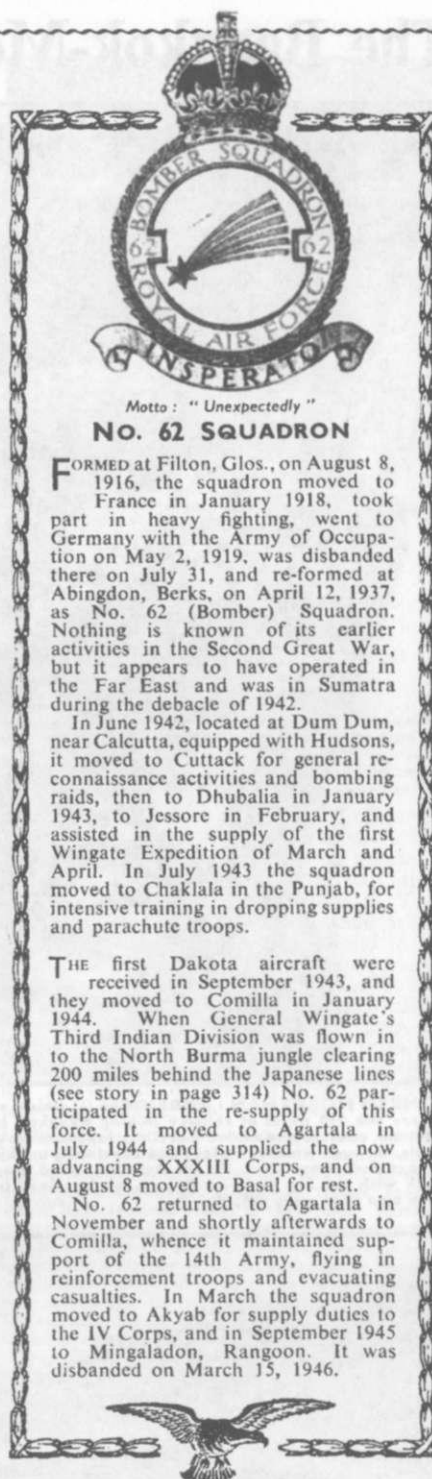 BOMBER SQUADRON
62 62
ROYAL AIR FORCE
INSPERATO
Motto : " Unexpectedly "
No. 62 SQUADRON
FORMED at Filton, Glos., on August 8,
1916, the squadron moved to
France in January 1918, took
part in heavy fighting, went to
Germany with the Army of Occupa-
tion on May 2, 1919, was disbanded
there on July 31, and re-formed at
Abingdon, Berks, on April 12, 1937,
as No. 62 (Bomber) Squadron.
Nothing is known of its earlier
activities in the Second Great War,
but it appears to have operated in
the Far East and was in Sumatra
during the debacle of 1942.
In June 1942, located at Dum Dum,
near Calcutta, equipped with Hudsons,
it moved to Cuttack for general re-
connaissance activities and bombing
raids, then to Dhubalia in January
1943, to Jessore in February, and
assisted in the supply of the first
Wingate Expedition of March and
April. In July 1943 the squadron
moved to Chaklala in the Punjab, for
intensive training in dropping supplies
and parachute troops.
THE first Dakota aircraft were
received in September 1943, and
they moved to Comilla in January
1944. When General Wingate's
Third Indian Division was flown in
to the North Burma jungle clearing
200 miles behind the Japanese lines
(see story in page 314) No. 62 par-
ticipated in the re-supply of this
force. It moved to Agartala in
July 1944 and supplied the now
advancing XXXIII Corps, and on
August 8 moved to Basal for rest.
No. 62 returned to Agartala in
November and shortly afterwards to
Comilla, whence it maintained sup-
port of the 14th Army, flying in
reinforcement troops and evacuating
casualties. In March the squadron
moved to Akyab for supply duties to
the IV Corps, and in September 1945
to Mingaladon, Rangoon. It was
disbanded on March 15, 1946.